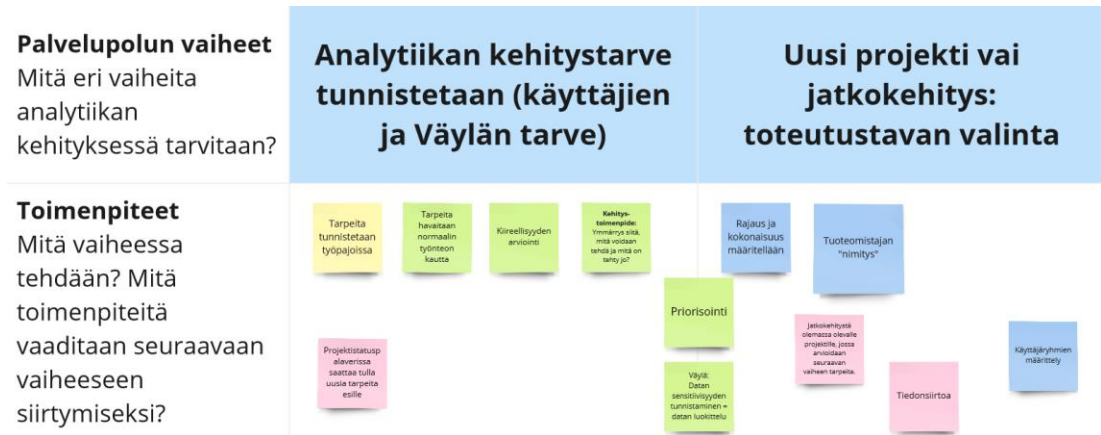 Palvelupolun vaiheet
Mitä eri vaiheita
analytiikan
kehityksessä tarvitaan?
Analytiikan kehitystarve
tunnistetaan (käyttäjien
ja Väylän tarve)
Uusi projekti vai
jatkokehitys:
toteutustavan valinta
Toimenpiteet
Mitä vaiheessa
tehdään? Mitä
toimenpiteitä
vaaditaan seuraavaan
vaiheeseen
siirtymiseksi?
Tarpeita
tunnistetaan
työpajoissa
Tarpeita
havaitaan
normaalin
työnteon
kautta
Kiireellisyyden
arviointi
Kehitys-
toimenpide:
Ymmärrys siitä,
mitä voidaan
tehdä ja mitä on
tehty jo?
Rajaus ja
kokonaisuus
määritellään
Tuoteomistajan
"nimitys"
Priorisointi
Projektistatusp
alaverissa
saattaa tulla
uusia tarpeita
esille
Väylä:
Datan
sensitiivisyyden
tunnistaminen =
datan luokittelu
Jatkokehitystä
olemassa olevalle
projektille, jossa
arvioidaan
seuraavan
vaiheen tarpeita.
Tiedonsiirtoa
Käyttäjäryhmien
määrittely